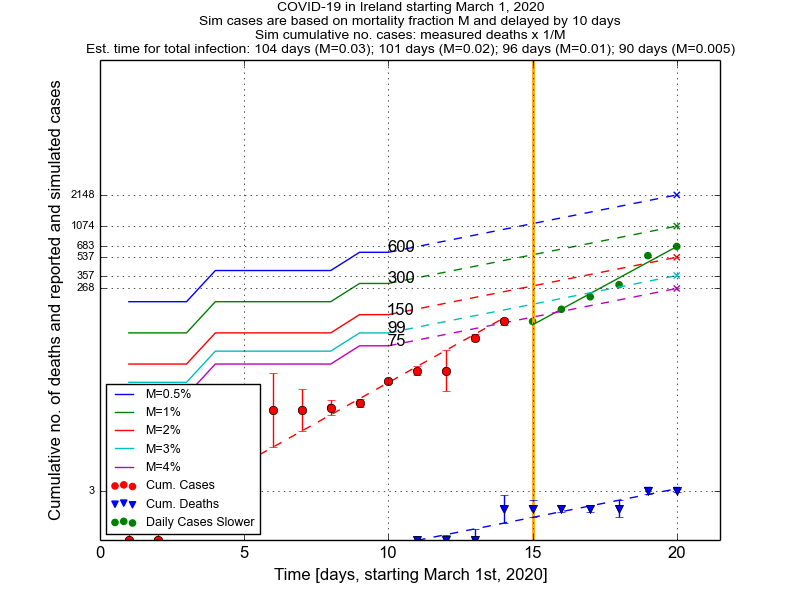 COVID-19 in Ireland starting March 1, 2020
Sim cases are based on mortality fraction M and delayed by 10 days
Sim cumulative no. cases: measured deaths x 1/M
Est. time for total infection: 104 days (M=0.03); 101 days (M=0.02); 96 days (M=0.01); 90 days (M=0.005)
Cumulative no. of deaths and reported and simulated cases
2148
1074
683
537
357
268
3
600
300
150
99
75
M=0.5%
M=1%
M=2%
M=3%
M=4%
Cum. Cases
Cum. Deaths
Daily Cases Slower
0
5
10
15
20
Time [days, starting March 1st, 2020]